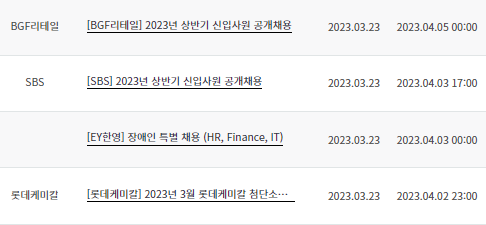 BGF리테일 [BGF리테일] 2023년 상반기 신입사원 공개채용 2023.03.23 2023.04.05 00:00
SBS [SBS] 2023년 상반기 신입사원 공개채용 2023.03.23 2023.04.03 17:00
[EY한영] 장애인 특별 채용 (HR, Finance, IT) 2023.03.23 2023.04.03 00:00
롯데케미칼 [롯데케미칼] 2023년 3월 롯데케미칼 첨단소… 2023.03.23 2023.04.02 23:00